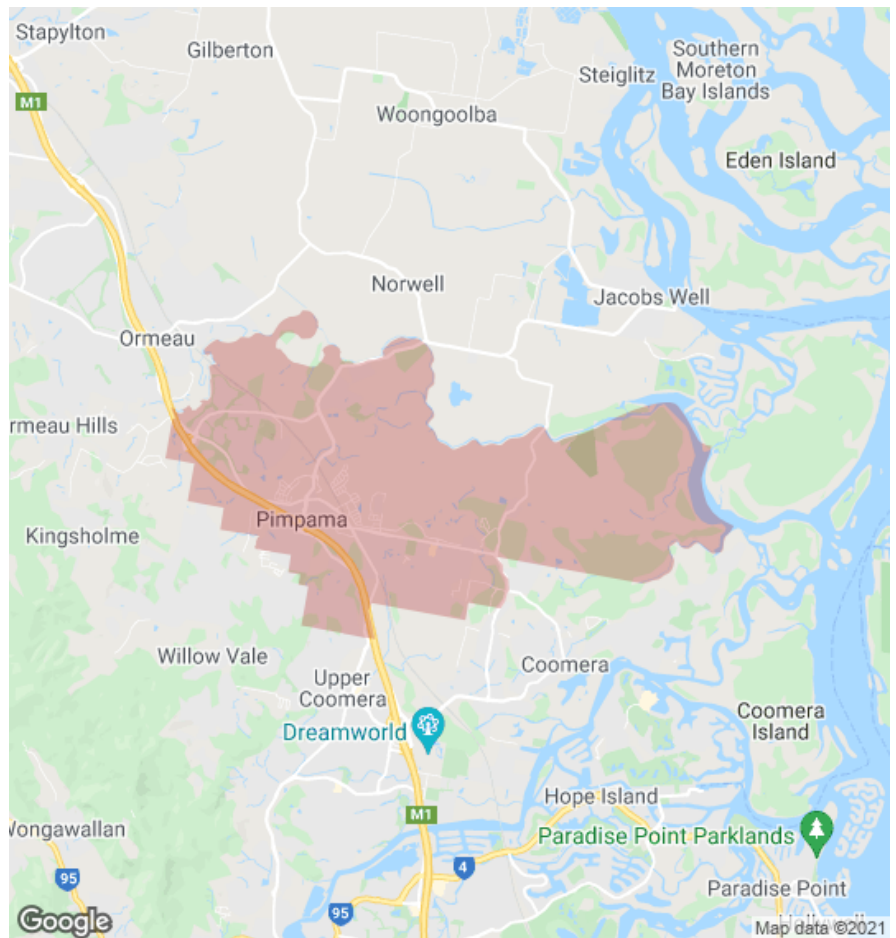 Stapylton
Gilberton
Southern
Moreton
Bay Islands
Steiglitz
M1
Woongoolba
Eden Island
Norwell
Jacobs Well
Ormeau
rmeau Hills
Pimpama
Kingsholme
Willow Vale
Coomera
Upper
Coomera
Coomera
Island
Dreamworld
Hope Island
M1
Wongawallan
Paradise Point Parklands
4
95
Paradise Point
95
Google
Map data ©2021